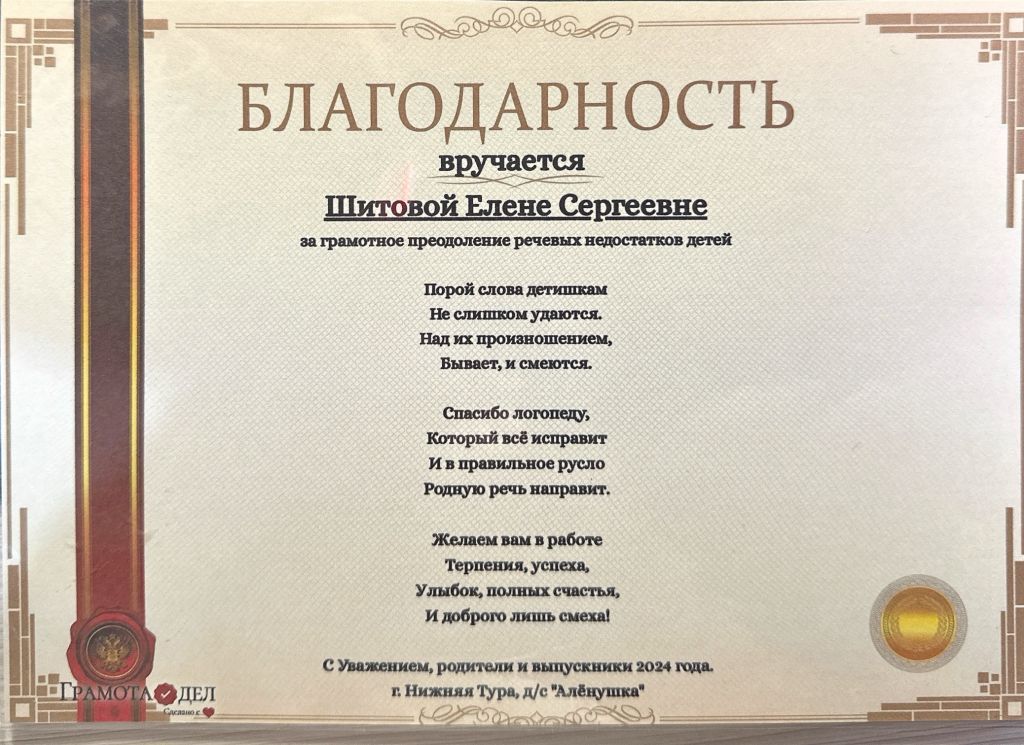 БЛАГОДАРНОСТЬ
вручается
Шитовой Елене Сергеевне
за грамотное преодоление речевых недостатков детей
Порой слова детишкам
Не слишком удаются.
Над их произношением,
Бывает, и смеются.
Спасибо логопеду,
Который всё исправит
И в правильное русло
Родную речь направит.
Желаем вам в работе
Терпения, успеха,
Улыбок, полных счастья,
И доброго лишь смеха!
С Уважением, родители и выпускники 2024 года.
г. Нижняя Тура, д/с "Алёнушка"
ГРАМОТА ДЕЛ
Сделано с